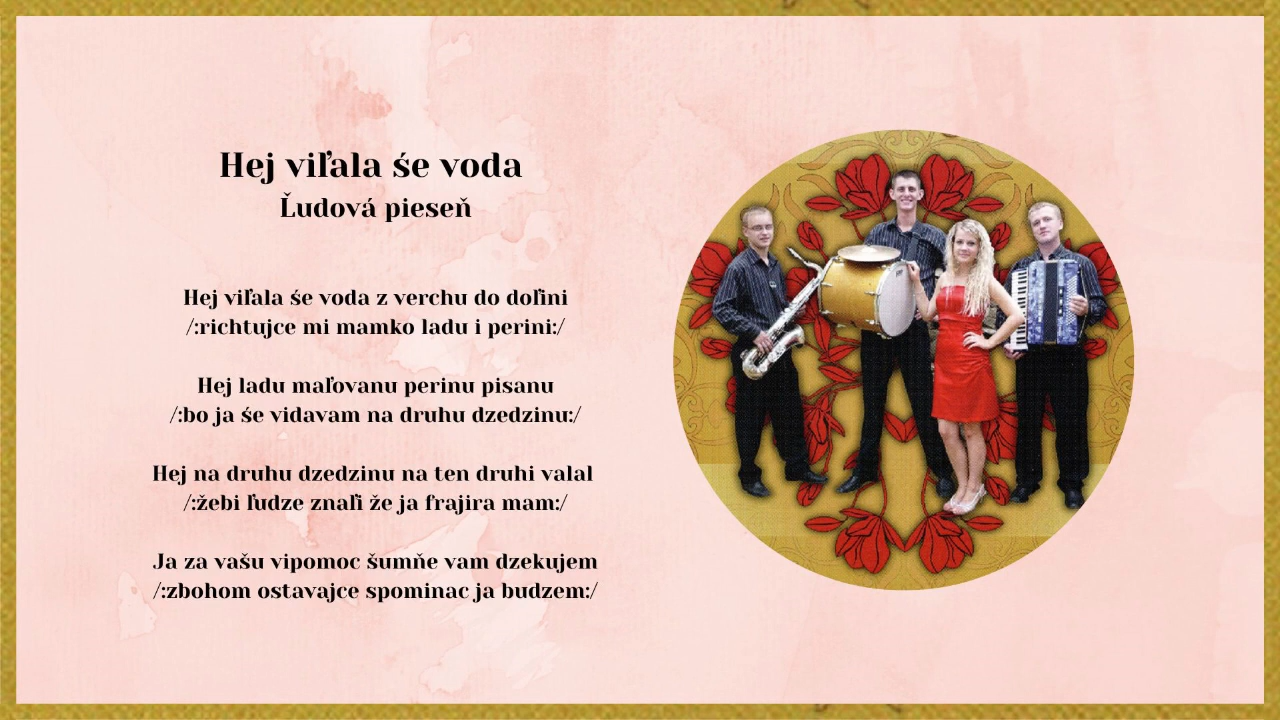 Hej viľala śe voda
Ľudová pieseň
Hej viľala śe voda z verchu do doľini
/:richtujce mi mamko ladu i perini:/
Hej ladu maľovanu perinu pisanu
/:bo ja śe vidavam na druhu dzedzinu:/
Hej na druhu dzedzinu na ten druhi valal
/:žebi ľudze znaľi že ja frajira mam:/
Ja za vašu vipomoc šumňe vam dzekujem
/:zbohom ostavajce spominac ja budzem:/